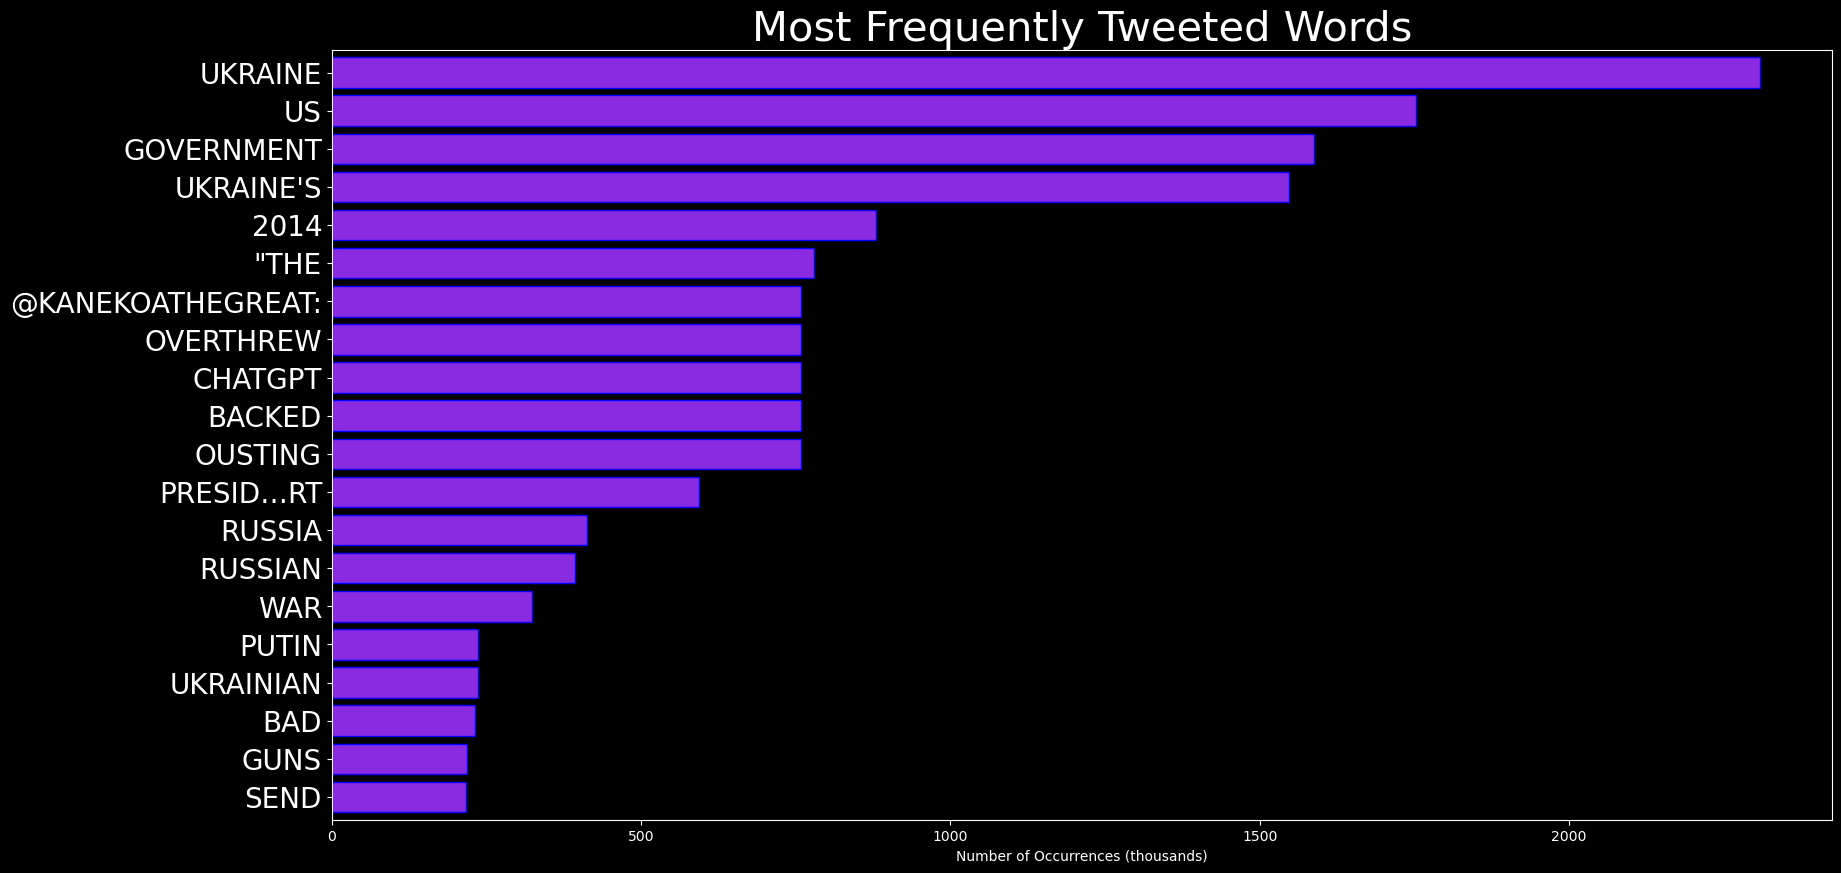 Most Frequently Tweeted Words
UKRAINE
US
GOVERNMENT
UKRAINE'S
2014
"THE
@KANEKOATHEGREAT:
OVERTHREW
CHATGPT
BACKED
OUSTING
PRESID…RT
RUSSIA
RUSSIAN
WAR
PUTIN
UKRAINIAN
BAD
GUNS
SEND
0 500 1000 1500 2000
Number of Occurrences (thousands)